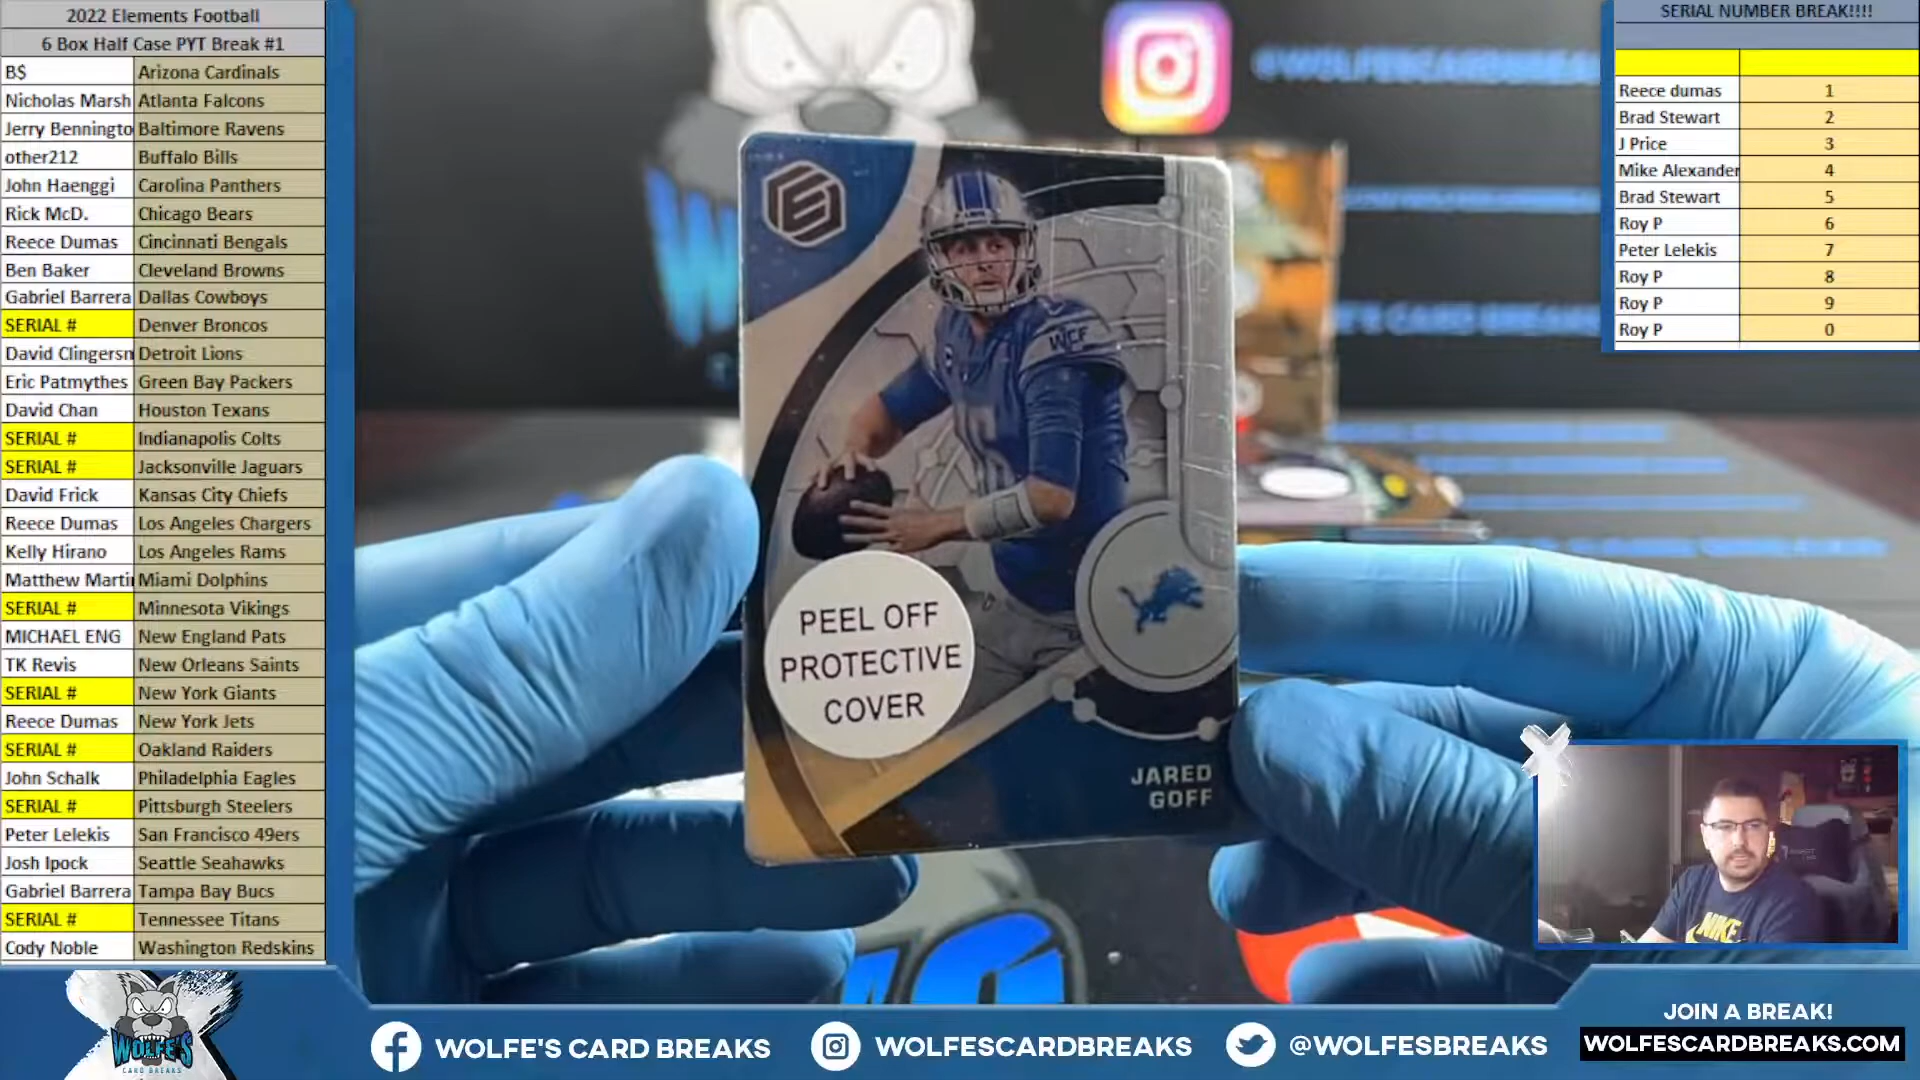 2022 Elements Football
6 Box Half Case PYT Break #1
B$ Arizona Cardinals
Nicholas Marsh Atlanta Falcons
Jerry Benningto Baltimore Ravens
other212 Buffalo Bills
John Haenggi Carolina Panthers
Rick McD. Chicago Bears
Reece Dumas Cincinnati Bengals
Ben Baker Cleveland Browns
Gabriel Barrera Dallas Cowboys
SERIAL # Denver Broncos
David Clingersn Detroit Lions
Eric Patmythes Green Bay Packers
David Chan Houston Texans
SERIAL # Indianapolis Colts
SERIAL # Jacksonville Jaguars
David Frick Kansas City Chiefs
Reece Dumas Los Angeles Chargers
Kelly Hirano Los Angeles Rams
Matthew Martin Miami Dolphins
SERIAL # Minnesota Vikings
MICHAEL ENG New England Pats
TK Revis New Orleans Saints
SERIAL # New York Giants
Reece Dumas New York Jets
SERIAL # Oakland Raiders
John Schalk Philadelphia Eagles
SERIAL # Pittsburgh Steelers
Peter Lelekis San Francisco 49ers
Josh Ipock Seattle Seahawks
Gabriel Barrera Tampa Bay Bucs
SERIAL # Tennessee Titans
Cody Noble Washington Redskins
SERIAL NUMBER BREAK!!!!
Reece dumas 1
Brad Stewart 2
J Price 3
Mike Alexander 4
Brad Stewart 5
Roy P 6
Peter Lelekis 7
Roy P 8
Roy P 9
Roy P 0
@WOLFESCARDBREAKS
WCF
PEEL OFF
PROTECTIVE
COVER
JARED
GOFF
NIKE
WOLFE'S
CARD BREAKS
WOLFE'S CARD BREAKS
WOLFESCARDBREAKS
@WOLFESBREAKS
JOIN A BREAK!
WOLFESCARDBREAKS.COM